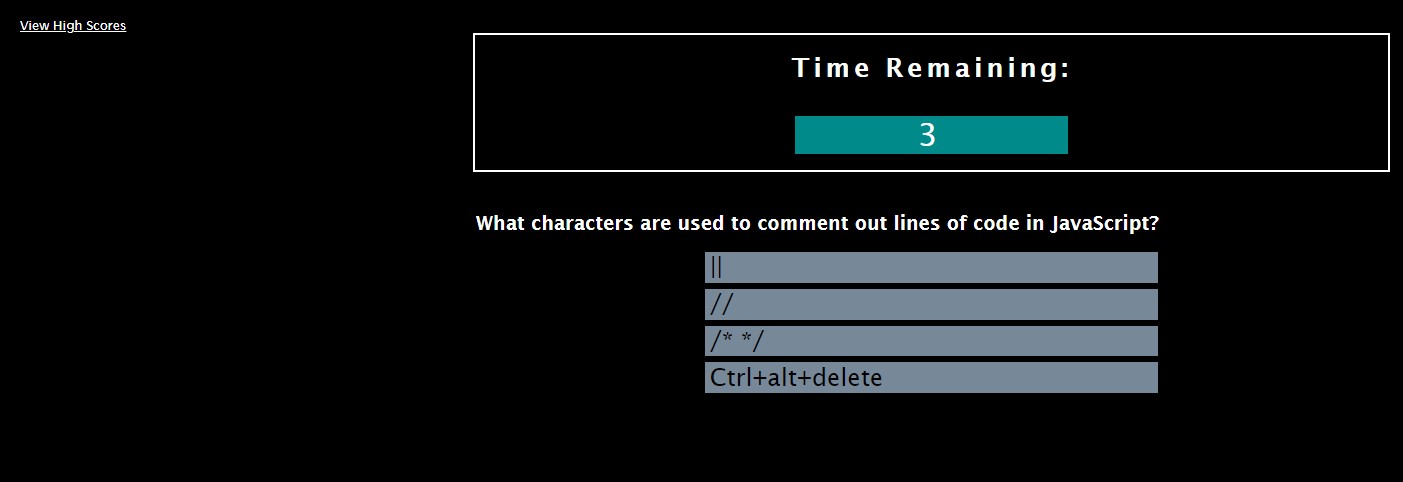 View High Scores
Time Remaining:
3
What characters are used to comment out lines of code in JavaScript?
||
//
/* */
Ctrl+alt+delete